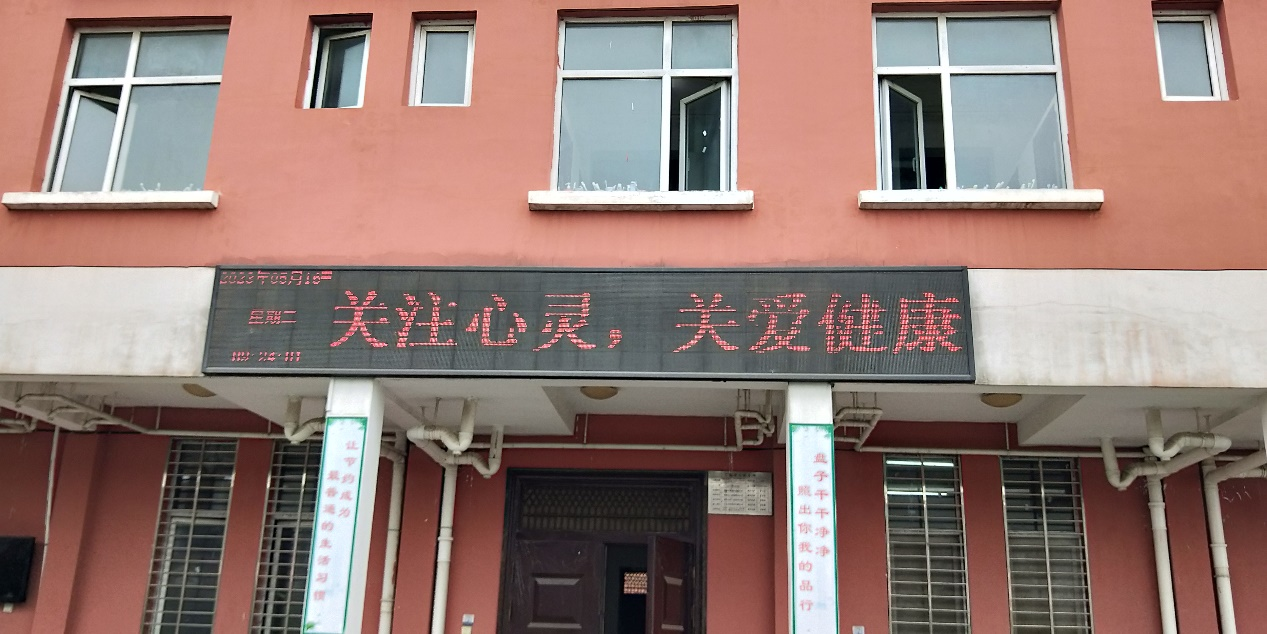 2023年05月16日
星期二
关注心灵，关爱健康
让节约成为
最普遍的生活习惯
盘子干干净净
照出你我的品行